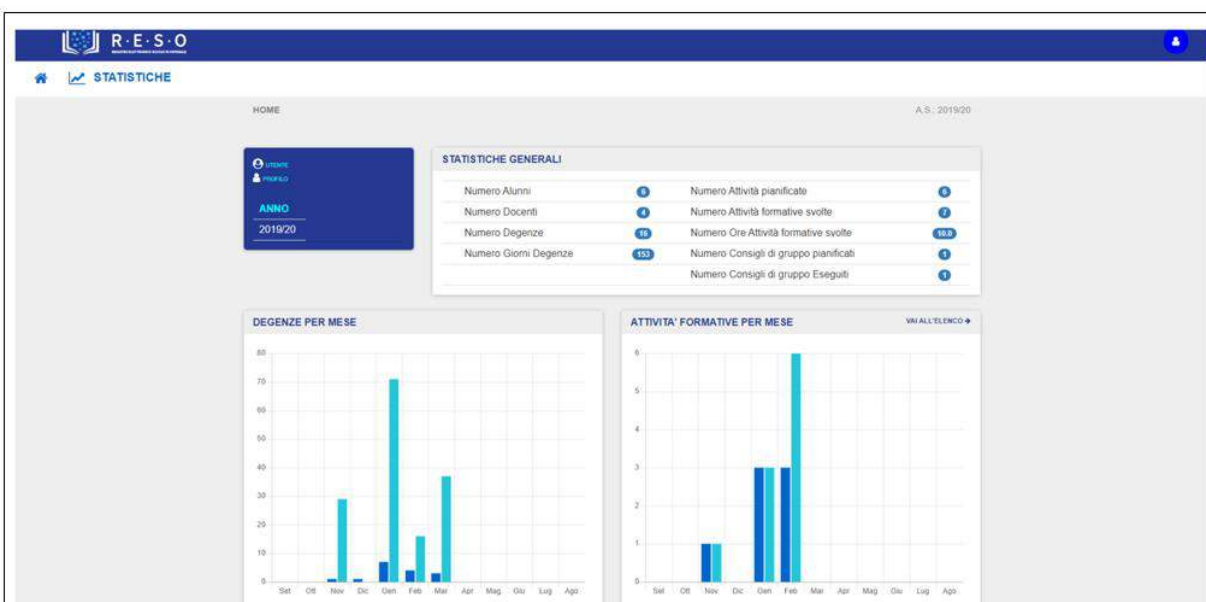 R·E·S·O
STATISTICHE
HOME
A.S.: 2019/20
UTENTE
PROFILO
ANNO
2019/20
STATISTICHE GENERALI
Numero Alunni 6 Numero Attività pianificate 6
Numero Docenti 4 Numero Attività formative svolte 7
Numero Degenze 16 Numero Ore Attività formative svolte 10.0
Numero Giorni Degenze 153 Numero Consigli di gruppo pianificati 1
Numero Consigli di gruppo Eseguiti 1
DEGENZE PER MESE
80
70
60
50
40
30
20
10
0
Set Ott Nov Dic Gen Feb Mar Apr Mag Giu Lug Ago
ATTIVITA' FORMATIVE PER MESE VAI ALL'ELENCO
6
5
4
3
2
1
0
Set Ott Nov Dic Gen Feb Mar Apr Mag Giu Lug Ago